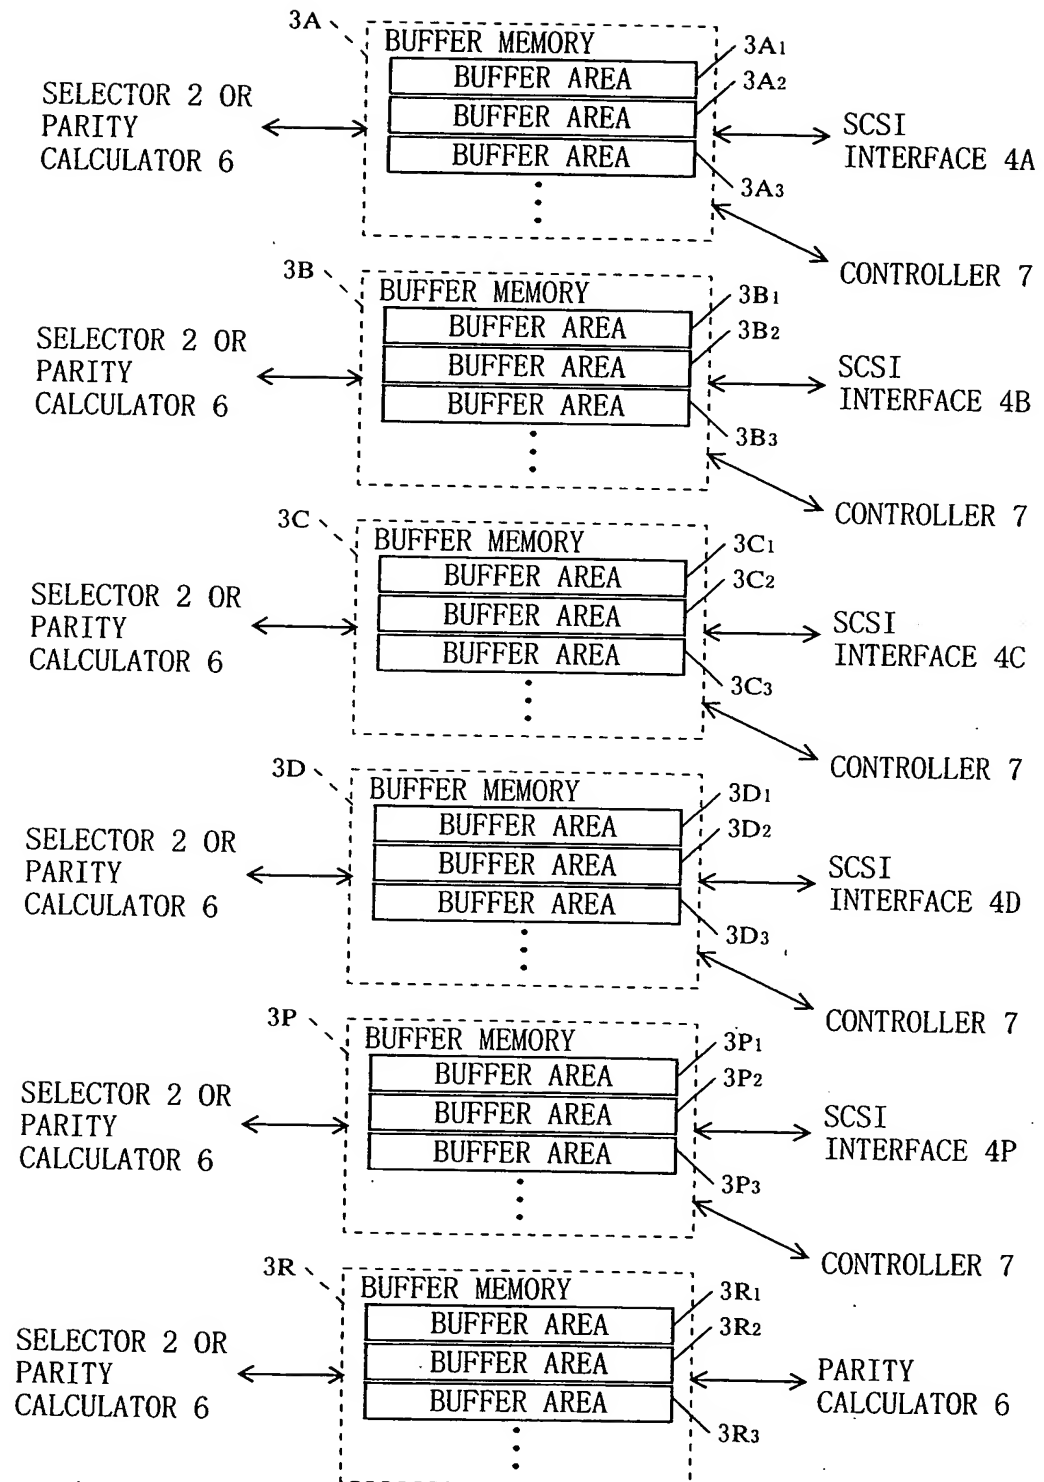 3A
BUFFER MEMORY
BUFFER AREA
3A1
BUFFER AREA
3A2
BUFFER AREA
3A3
SELECTOR 2 OR
PARITY
CALCULATOR 6
SCSI
INTERFACE 4A
CONTROLLER 7
3B
BUFFER MEMORY
BUFFER AREA
3B1
BUFFER AREA
3B2
BUFFER AREA
3B3
SELECTOR 2 OR
PARITY
CALCULATOR 6
SCSI
INTERFACE 4B
CONTROLLER 7
3C
BUFFER MEMORY
BUFFER AREA
3C1
BUFFER AREA
3C2
BUFFER AREA
3C3
SELECTOR 2 OR
PARITY
CALCULATOR 6
SCSI
INTERFACE 4C
CONTROLLER 7
3D
BUFFER MEMORY
BUFFER AREA
3D1
BUFFER AREA
3D2
BUFFER AREA
3D3
SELECTOR 2 OR
PARITY
CALCULATOR 6
SCSI
INTERFACE 4D
CONTROLLER 7
3P
BUFFER MEMORY
BUFFER AREA
3P1
BUFFER AREA
3P2
BUFFER AREA
3P3
SELECTOR 2 OR
PARITY
CALCULATOR 6
SCSI
INTERFACE 4P
CONTROLLER 7
3R
BUFFER MEMORY
BUFFER AREA
3R1
BUFFER AREA
3R2
BUFFER AREA
3R3
SELECTOR 2 OR
PARITY
CALCULATOR 6
PARITY
CALCULATOR 6